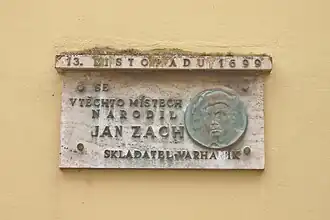 13. LISTOPADU 1699
SE
V TĚCHTO MÍSTECH
NARODIL
JAN ZACH
SKLADATEL VARHANÍK